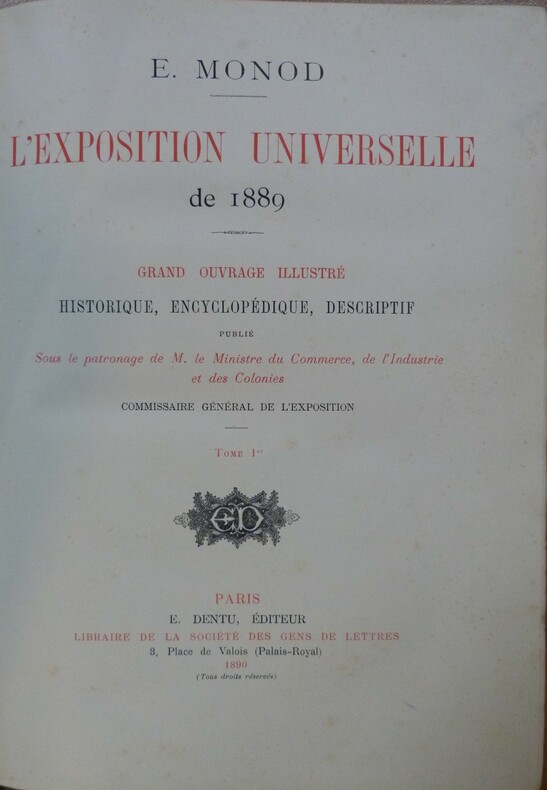 E. MONOD
L'EXPOSITION UNIVERSELLE
de 1889
GRAND OUVRAGE ILLUSTRÉ
HISTORIQUE, ENCYCLOPÉDIQUE, DESCRIPTIF
PUBLIÉ
Sous le patronage de M. le Ministre du Commerce, de l'Industrie
et des Colonies
COMMISSAIRE GÉNÉRAL DE L'EXPOSITION
TOME Ier
ED
PARIS
E. DENTU, ÉDITEUR
LIBRAIRE DE LA SOCIÉTÉ DES GENS DE LETTRES
3, Place de Valois (Palais-Royal)
1890
(Tous droits réservés)